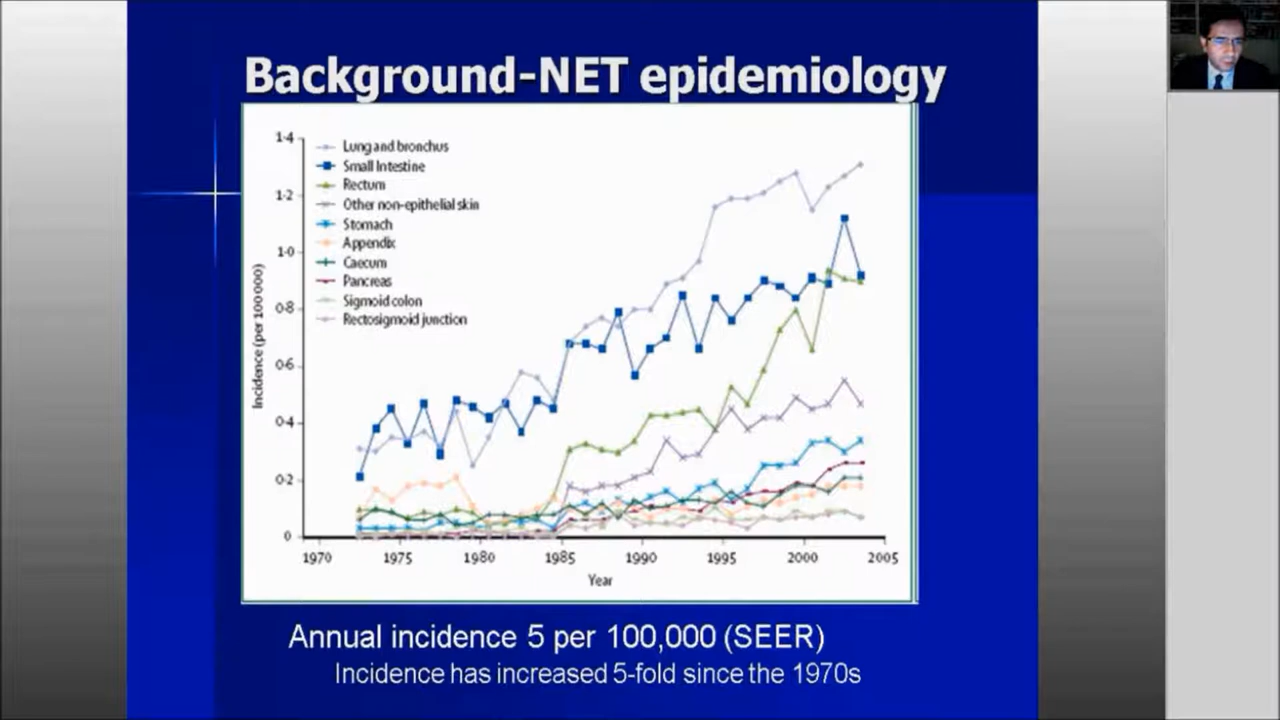 Background-NET epidemiology
1·4
1·2
1·0
0·8
0·6
0·4
0·2
0
Incidence (per 100 000)
Lung and bronchus
Small Intestine
Rectum
Other non-epithelial skin
Stomach
Appendix
Caecum
Pancreas
Sigmoid colon
Rectosigmoid junction
1970 1975 1980 1985 1990 1995 2000 2005
Year
Annual incidence 5 per 100,000 (SEER)
Incidence has increased 5-fold since the 1970s